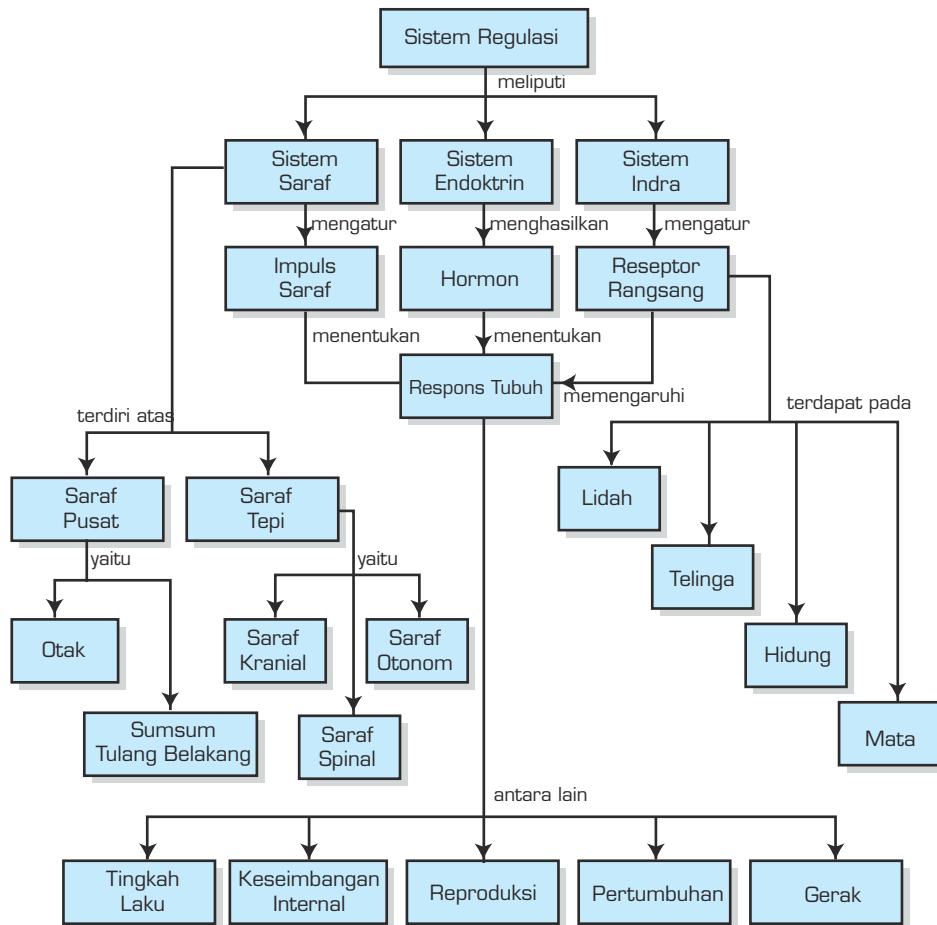 Sistem Regulasi
meliputi
Sistem
Saraf
Sistem
Endoktrin
Sistem
Indra
mengatur
menghasilkan
mengatur
Impuls
Saraf
Hormon
Reseptor
Rangsang
menentukan
menentukan
Respons Tubuh
memengaruhi
terdiri atas
terdapat pada
Saraf
Pusat
Saraf
Tepi
Lidah
yaitu
yaitu
Telinga
Otak
Saraf
Kranial
Saraf
Otonom
Hidung
Sumsum
Tulang Belakang
Saraf
Spinal
Mata
antara lain
Tingkah
Laku
Keseimbangan
Internal
Reproduksi
Pertumbuhan
Gerak